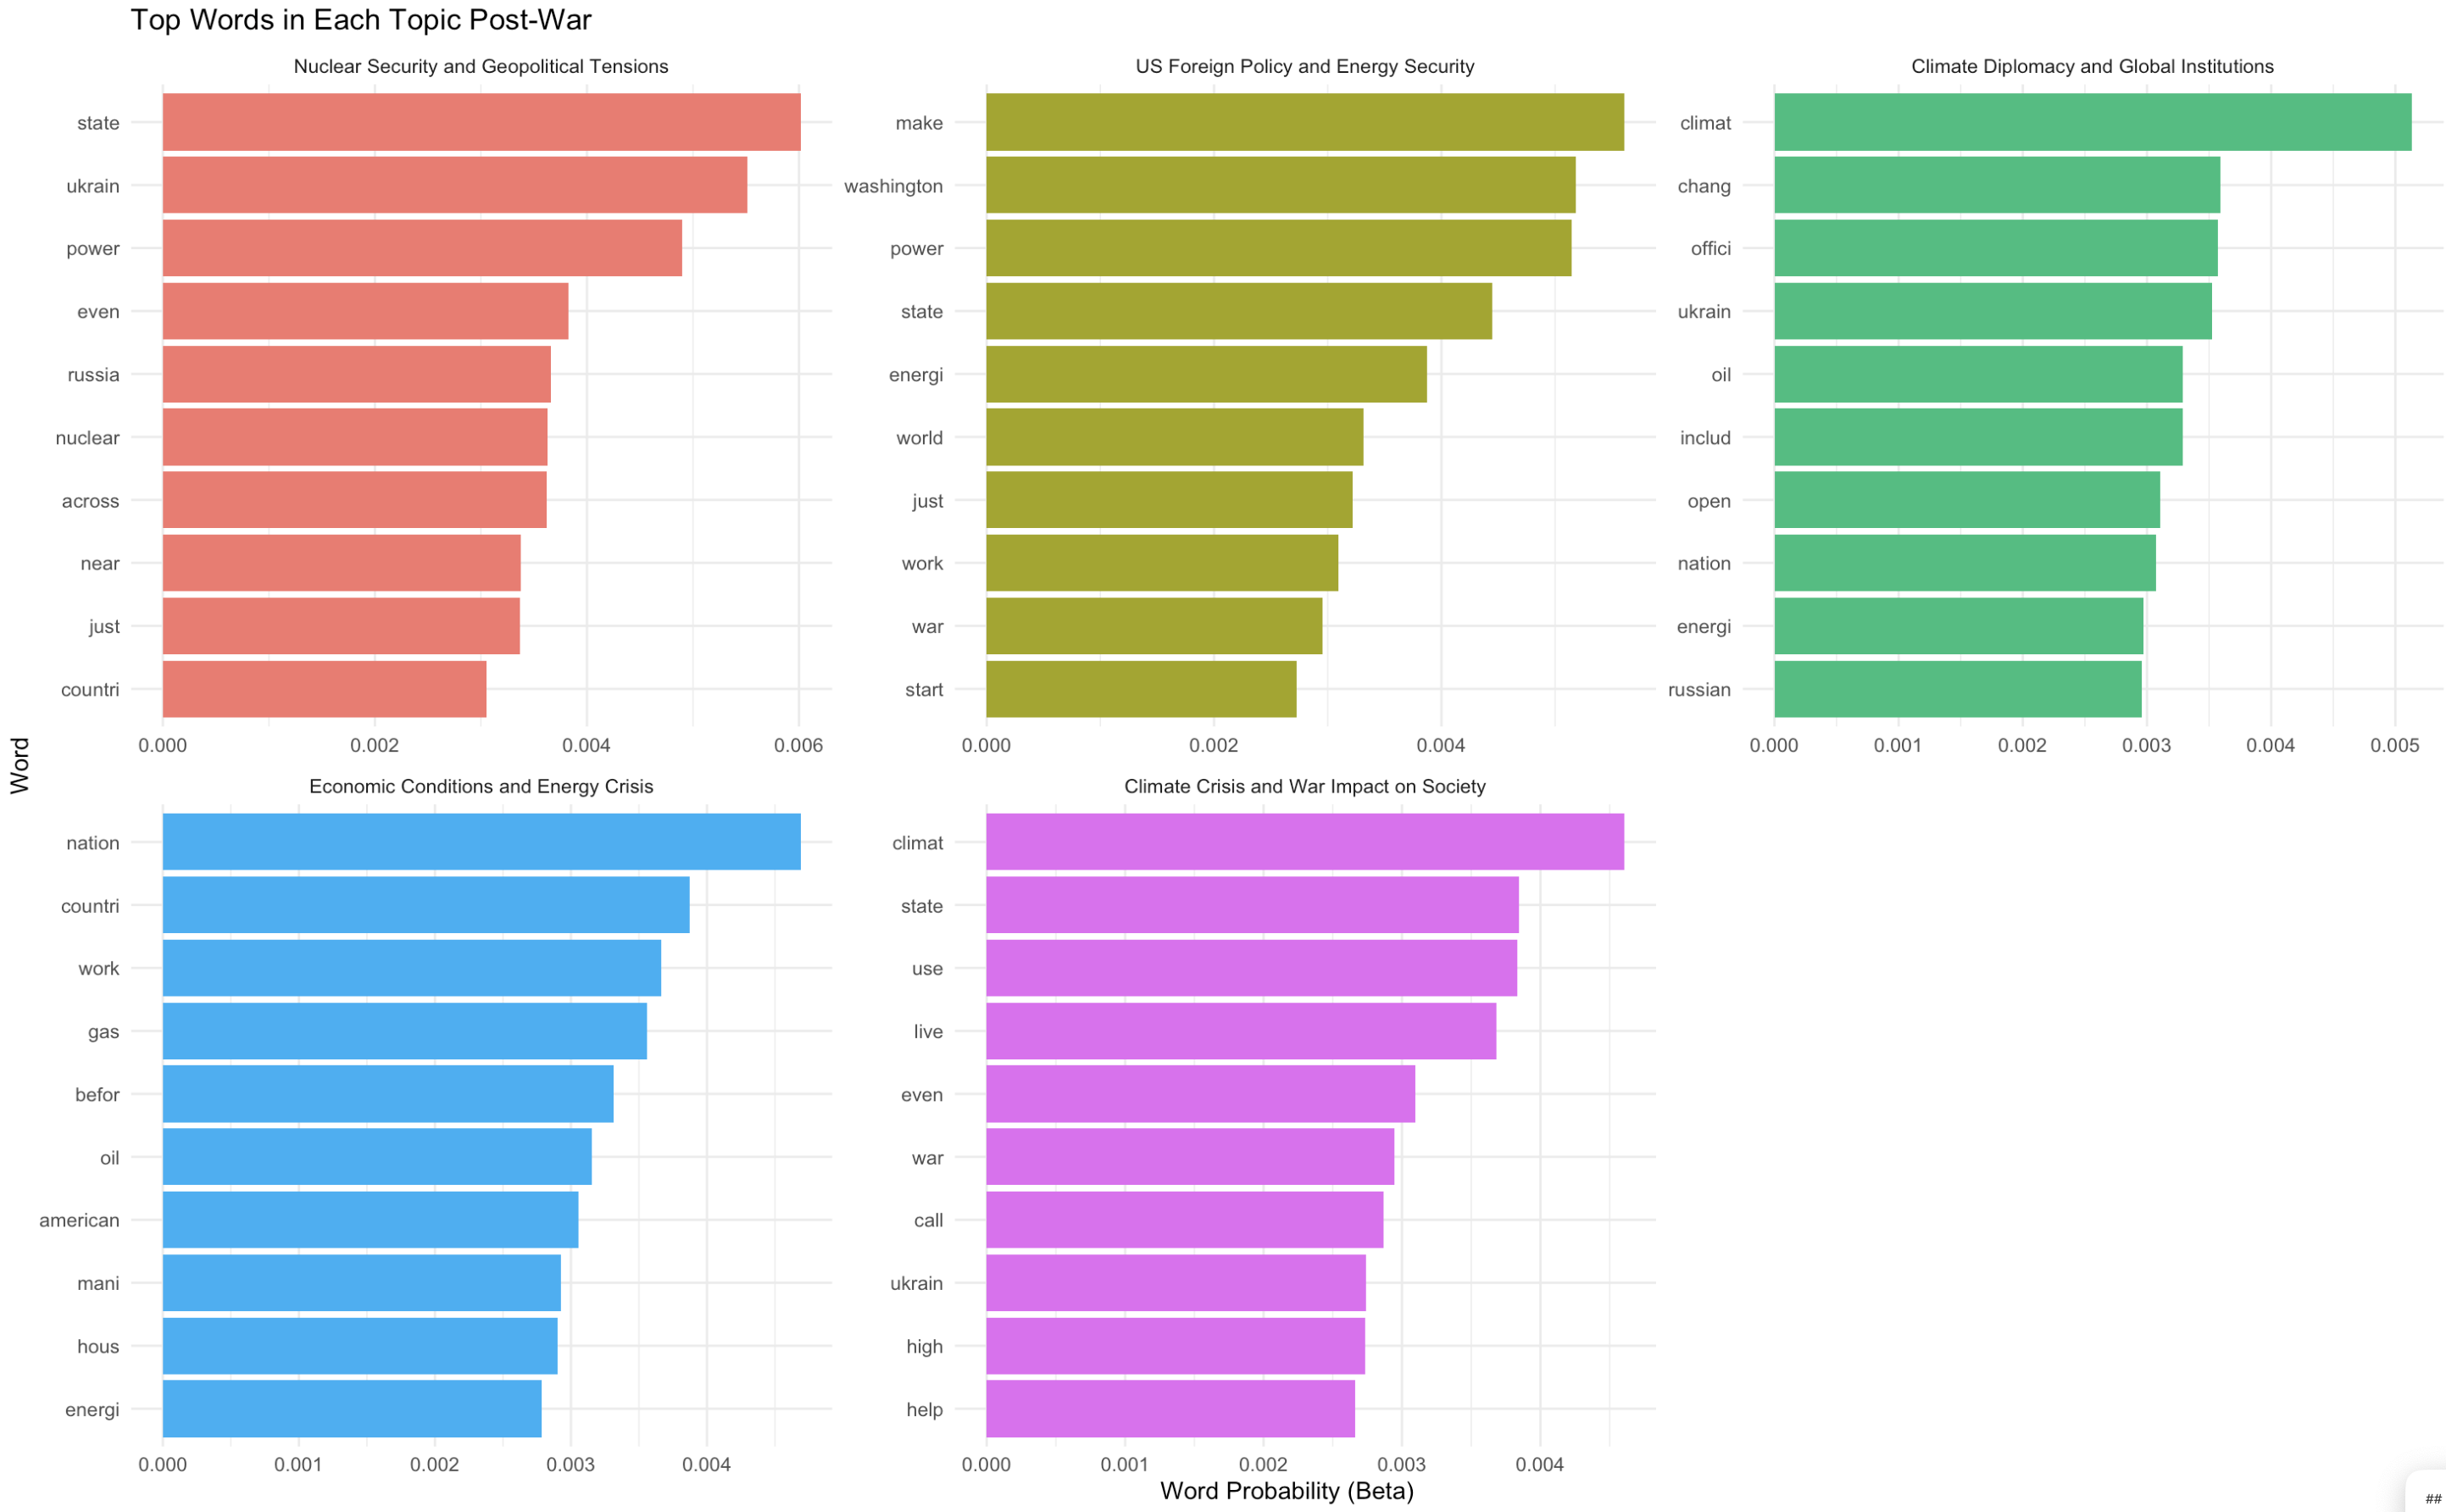 Top Words in Each Topic Post-War
Nuclear Security and Geopolitical Tensions
state
ukrain
power
even
russia
nuclear
across
near
just
countri
0.000 0.002 0.004 0.006
US Foreign Policy and Energy Security
make
washington
power
state
energi
world
just
work
war
start
0.000 0.002 0.004
Climate Diplomacy and Global Institutions
climat
chang
offici
ukrain
oil
includ
open
nation
energi
russian
0.000 0.001 0.002 0.003 0.004 0.005
Word
Economic Conditions and Energy Crisis
nation
countri
work
gas
befor
oil
american
mani
hous
energi
0.000 0.001 0.002 0.003 0.004
Climate Crisis and War Impact on Society
climat
state
use
live
even
war
call
ukrain
high
help
0.000 0.001 0.002 0.003 0.004
Word Probability (Beta)
##